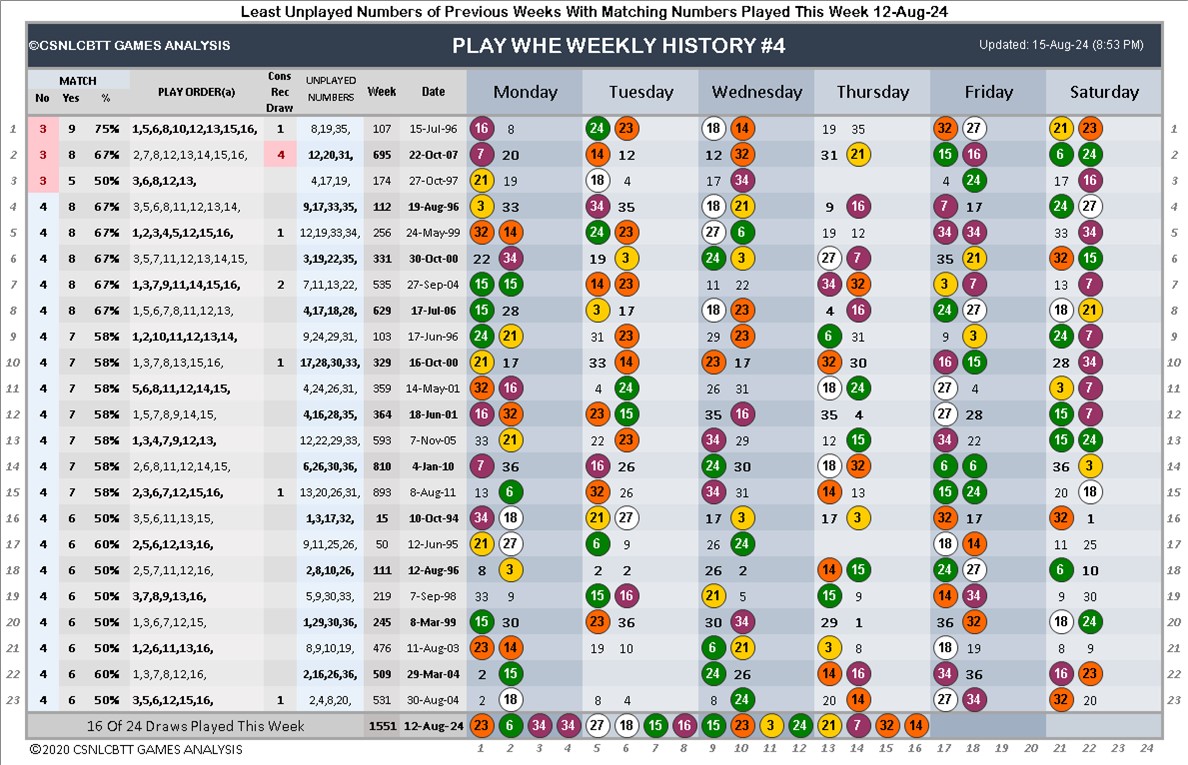 Least Unplayed Numbers of Previous Weeks With Matching Numbers Played This Week 12-Aug-24
©CSNLCBTT GAMES ANALYSIS PLAY WHE WEEKLY HISTORY #4 Updated: 15-Aug-24 (8:53 PM)
MATCH
No Yes % PLAY ORDER(a) Cons Rec Draw UNPLAYED NUMBERS Week Date Monday Tuesday Wednesday Thursday Friday Saturday
1 3 9 75% 1,5,6,8,10,12,13,15,16, 1 8,19,35, 107 15-Jul-96 16 8 24 23 18 14 19 35 32 27 21 23 1
2 3 8 67% 2,7,8,12,13,14,15,16, 4 12,20,31, 695 22-Oct-07 7 20 14 12 12 32 31 21 15 16 6 24 2
3 3 5 50% 3,6,8,12,13, 4,17,19, 174 27-Oct-97 21 19 18 4 17 34 4 24 17 16 3
4 4 8 67% 3,5,6,8,11,12,13,14, 9,17,33,35, 112 19-Aug-96 3 33 34 35 18 21 9 16 7 17 24 27 4
5 4 8 67% 1,2,3,4,5,12,15,16, 1 12,19,33,34, 256 24-May-99 32 14 24 23 27 6 19 12 34 34 33 34 5
6 4 8 67% 3,5,7,11,12,13,14,15, 3,19,22,35, 331 30-Oct-00 22 34 19 3 24 3 27 7 35 21 32 15 6
7 4 8 67% 1,3,7,9,11,14,15,16, 2 7,11,13,22, 535 27-Sep-04 15 15 14 23 11 22 34 32 3 7 13 7 7
8 4 8 67% 1,5,6,7,8,11,12,13, 4,17,18,28, 629 17-Jul-06 15 28 3 17 18 23 4 16 24 27 18 21 8
9 4 7 58% 1,2,10,11,12,13,14, 9,24,29,31, 103 17-Jun-96 24 21 31 23 29 23 6 31 9 3 24 7 9
10 4 7 58% 1,3,7,8,13,15,16, 1 17,28,30,33, 329 16-Oct-00 21 17 33 14 23 17 32 30 16 15 28 34 10
11 4 7 58% 5,6,8,11,12,14,15, 4,24,26,31, 359 14-May-01 32 16 4 24 26 31 18 24 27 4 3 7 11
12 4 7 58% 1,5,7,8,9,14,15, 4,16,28,35, 364 18-Jun-01 16 32 23 15 35 16 35 4 27 28 15 7 12
13 4 7 58% 1,3,4,7,9,12,13, 12,22,29,33, 593 7-Nov-05 33 21 22 23 34 29 12 15 34 22 15 24 13
14 4 7 58% 2,6,8,11,12,14,15, 6,26,30,36, 810 4-Jan-10 7 36 16 26 24 30 18 32 6 6 36 3 14
15 4 7 58% 2,3,6,7,12,15,16, 1 13,20,26,31, 893 8-Aug-11 13 6 32 26 34 31 14 13 15 24 20 18 15
16 4 6 50% 3,5,6,11,13,15, 1,3,17,32, 15 10-Oct-94 34 18 21 27 17 3 17 3 32 17 32 1 16
17 4 6 60% 2,5,6,12,13,16, 9,11,25,26, 50 12-Jun-95 21 27 6 9 26 24 18 14 11 25 17
18 4 6 50% 2,5,7,11,12,16, 2,8,10,26, 111 12-Aug-96 8 3 2 2 26 2 14 15 24 27 6 10 18
19 4 6 50% 3,7,8,9,13,16, 5,9,30,33, 219 7-Sep-98 33 9 15 16 21 5 15 9 14 34 9 30 19
20 4 6 50% 1,3,6,7,12,15, 1,29,30,36, 245 8-Mar-99 15 30 23 36 30 34 29 1 36 32 18 24 20
21 4 6 50% 1,2,6,11,13,16, 8,9,10,19, 476 11-Aug-03 23 14 19 10 6 21 3 8 18 19 8 9 21
22 4 6 60% 1,3,7,8,12,16, 2,16,26,36, 509 29-Mar-04 2 15 24 26 14 16 34 36 16 23 22
23 4 6 50% 3,5,6,12,15,16, 1 2,4,8,20, 531 30-Aug-04 2 18 8 4 8 24 20 14 27 34 32 20 23
16 Of 24 Draws Played This Week 1551 12-Aug-24 23 6 34 34 27 18 15 16 15 23 3 24 21 7 32 14
©2020 CSNLCBTT GAMES ANALYSIS 1 2 3 4 5 6 7 8 9 10 11 12 13 14 15 16 17 18 19 20 21 22 23 24